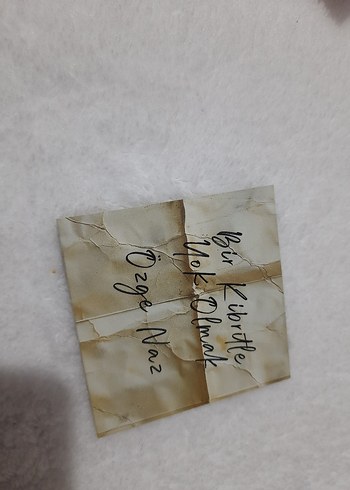 Bir Kibritle
Yok Olmak
Özge Naz